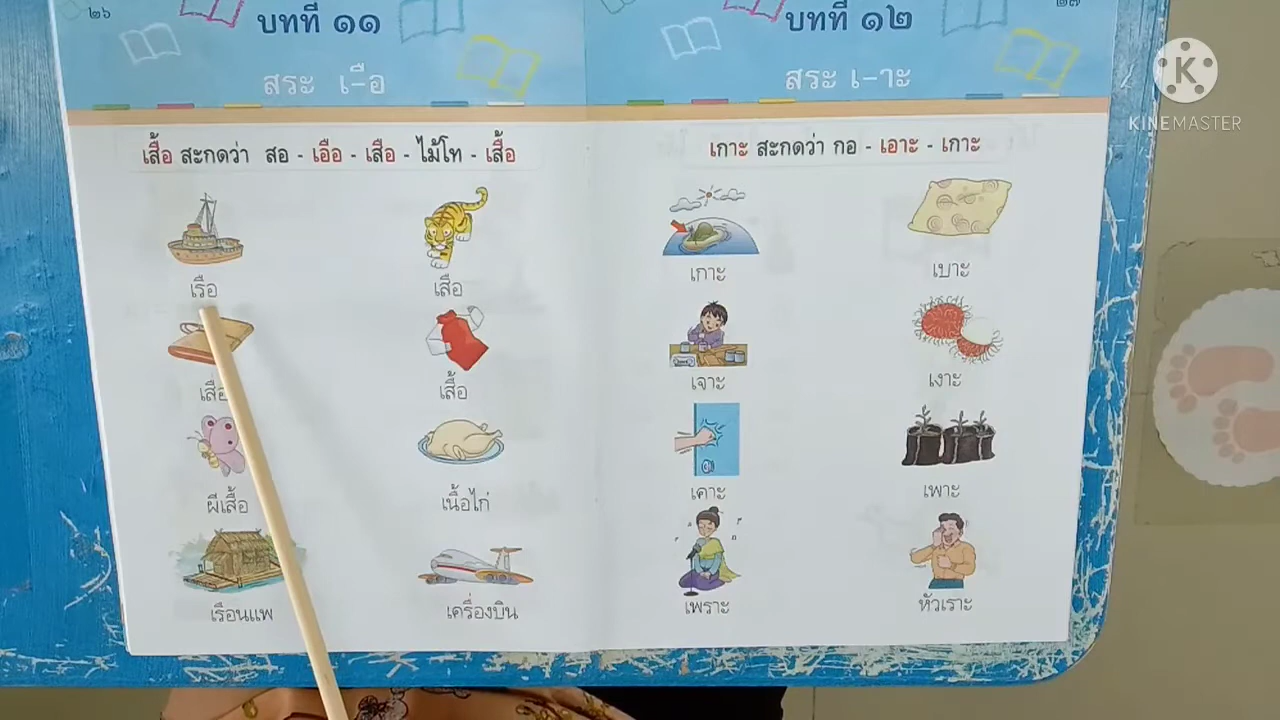 ๒๖
บทที่ ๑๑
สระ เ-ือ
เสื้อ สะกดว่า สอ - เอือ - เสือ - ไม้โท - เสื้อ
เรือ
เสือ
เสื่อ
เสื้อ
ผีเสื้อ
เนื้อไก่
เรือนแพ
เครื่องบิน
๒๗
บทที่ ๑๒
สระ เ-าะ
เกาะ สะกดว่า กอ - เอาะ - เกาะ
เกาะ
เบาะ
เจาะ
เงาะ
เคาะ
เพาะ
เพราะ
หัวเราะ
K
KINEMASTER